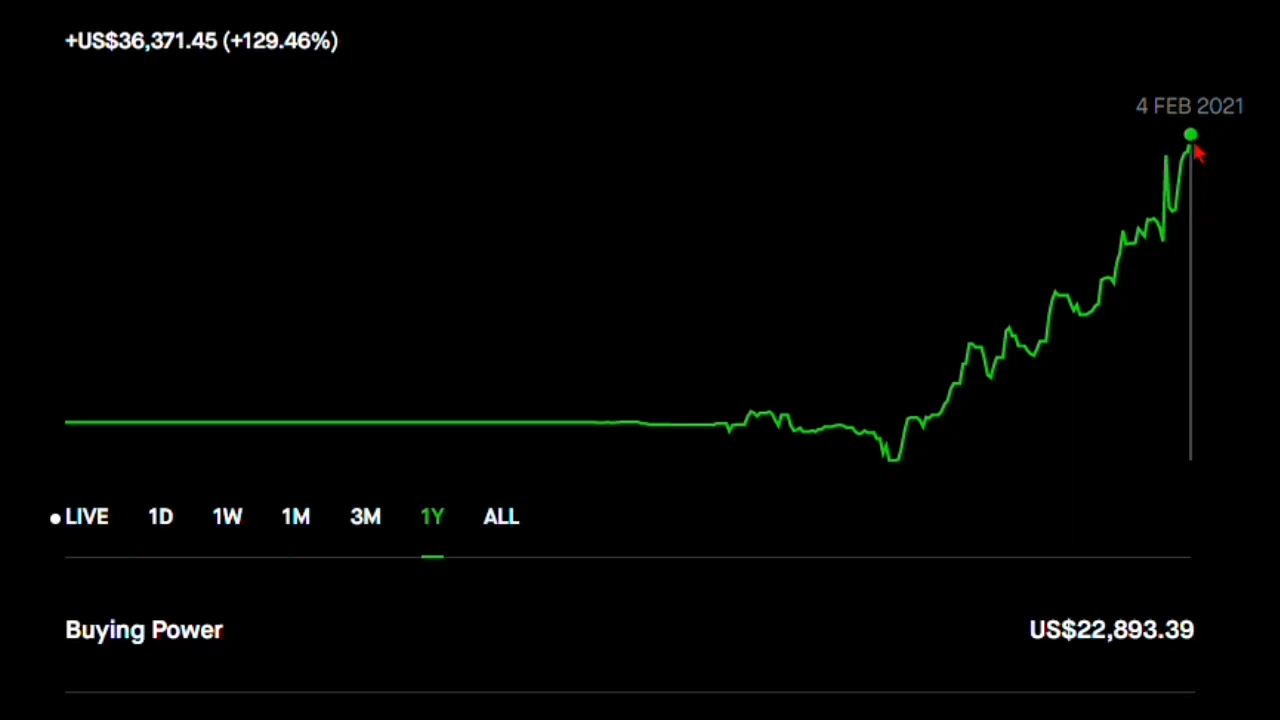 +US$36,371.45 (+129.46%)
4 FEB 2021
LIVE 1D 1W 1M 3M 1Y ALL
Buying Power US$22,893.39